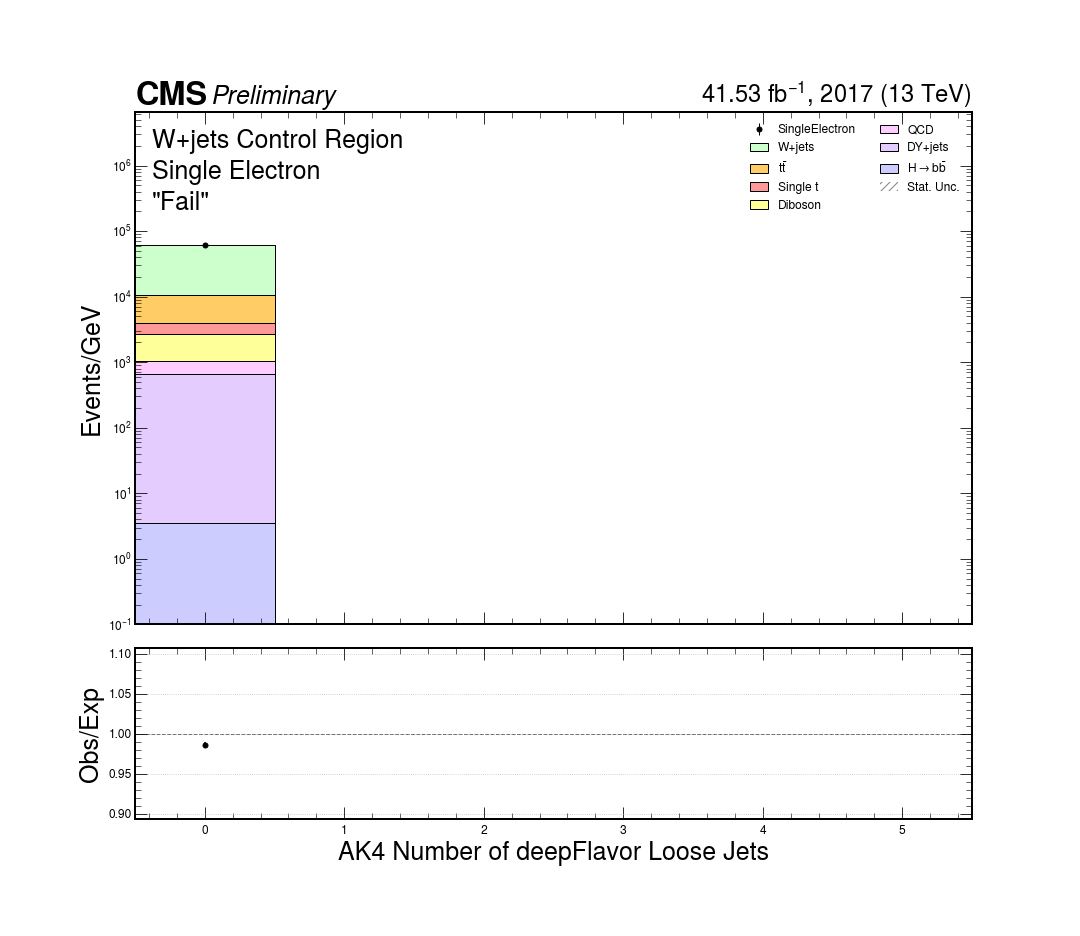 CMS Preliminary
41.53 fb⁻¹, 2017 (13 TeV)
W+jets Control Region
Single Electron
"Fail"
SingleElectron
W+jets
tt̄
Single t
Diboson
QCD
DY+jets
H→bb̄
Stat. Unc.
Events/GeV
10⁶
10⁵
10⁴
10³
10²
10¹
10⁰
10⁻¹
Obs/Exp
1.10
1.05
1.00
0.95
0.90
0 1 2 3 4 5
AK4 Number of deepFlavor Loose Jets